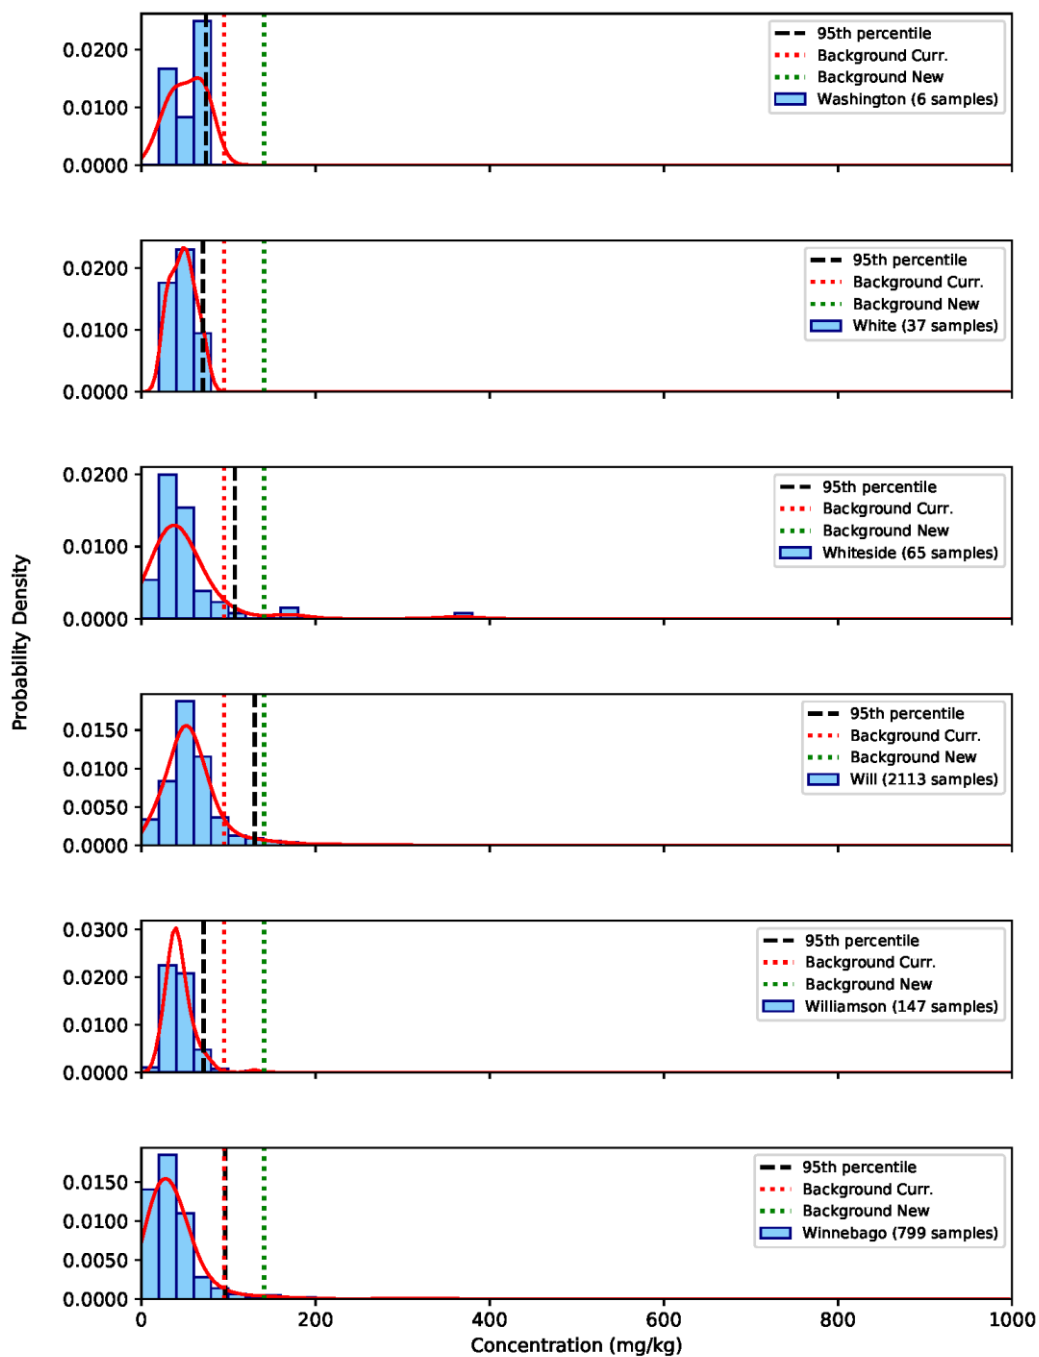 0.0200
0.0100
0.0000
95th percentile
Background Curr.
Background New
Washington (6 samples)
0.0200
0.0100
0.0000
95th percentile
Background Curr.
Background New
White (37 samples)
0.0200
0.0100
0.0000
95th percentile
Background Curr.
Background New
Whiteside (65 samples)
Probability Density
0.0150
0.0100
0.0050
0.0000
95th percentile
Background Curr.
Background New
Will (2113 samples)
0.0300
0.0200
0.0100
0.0000
95th percentile
Background Curr.
Background New
Williamson (147 samples)
0.0150
0.0100
0.0050
0.0000
95th percentile
Background Curr.
Background New
Winnebago (799 samples)
0 200 400 600 800 1000
Concentration (mg/kg)